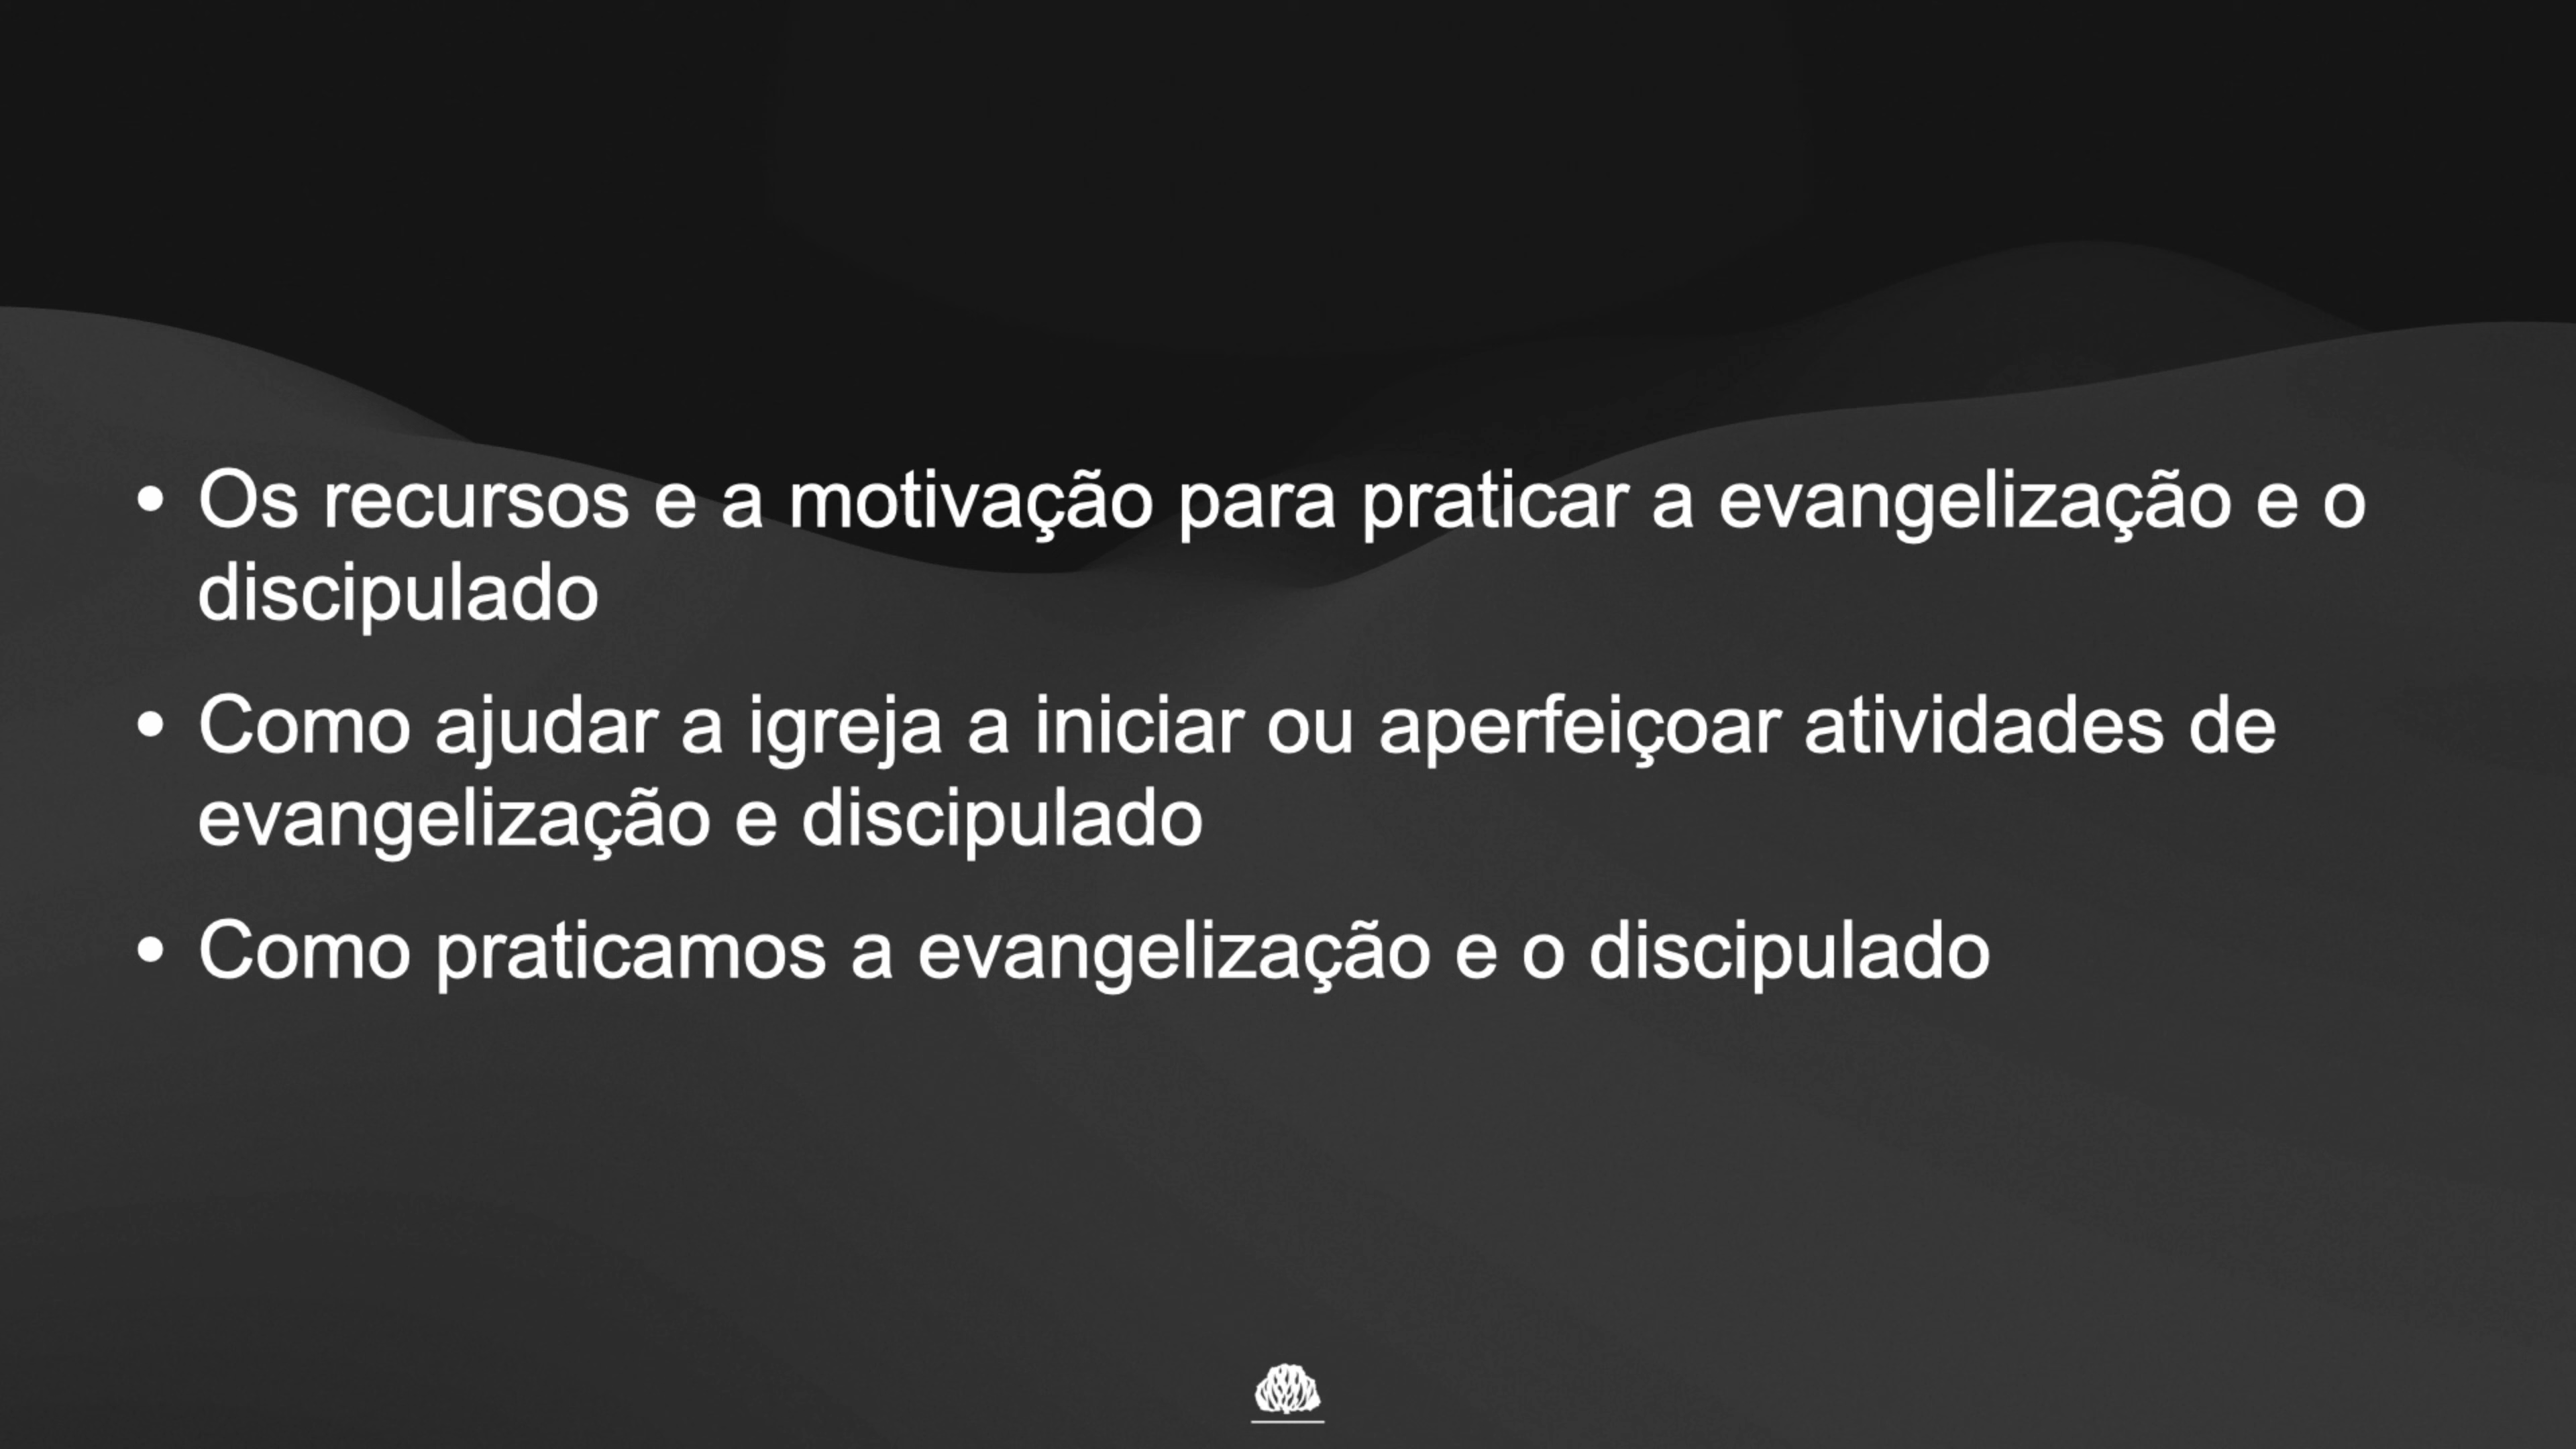 • Os recursos e a motivação para praticar a evangelização e o
discipulado
• Como ajudar a igreja a iniciar ou aperfeiçoar atividades de
evangelização e discipulado
• Como praticamos a evangelização e o discipulado